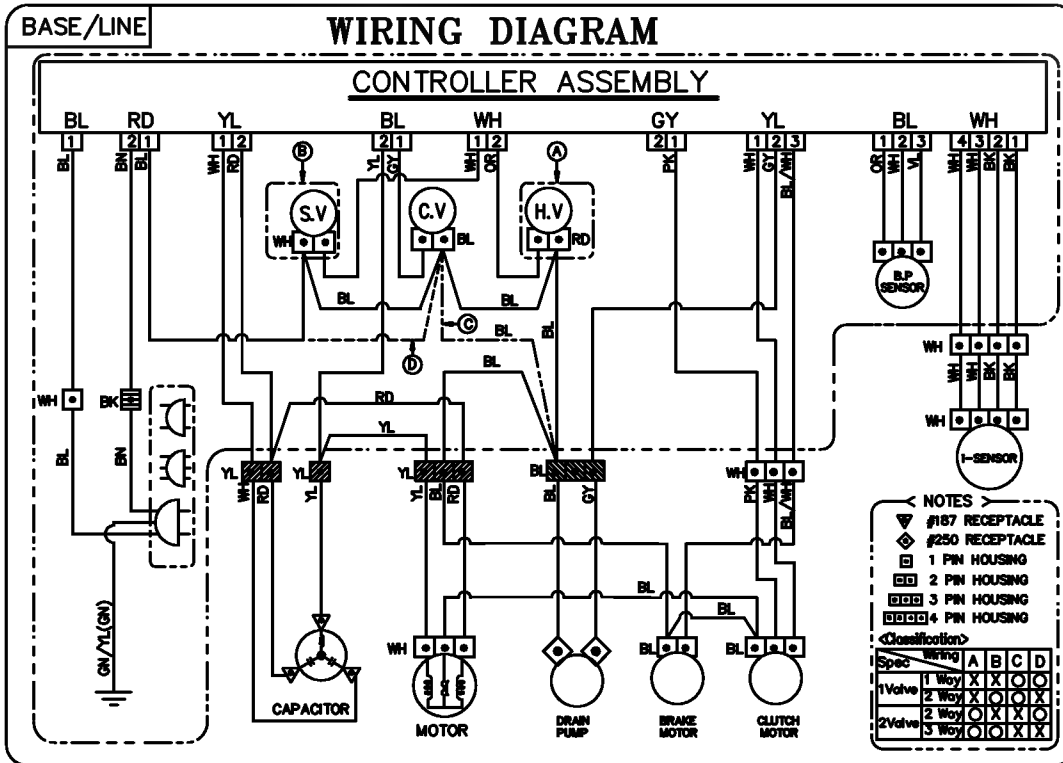 BASE/LINE
WIRING DIAGRAM
CONTROLLER ASSEMBLY
BL RD YL BL WH GY YL BL WH
1 2 1 1 2 2 1 1 2 2 1 1 2 3 1 2 3 4 3 2 1
BL BN BL WH RD YL GY WH OR PK WH GY BL/WH OR WH VL WH WH BK BK
B A
S.V C.V H.V
WH BL RD
B.P
SENSOR
BL BL
BL BL
C
D
WH
WH WH BK BK
BL
WH BK RD
WH
YL
1-SENSOR
BL BN
YL YL YL BL WH
WH RD YL YL BL RD BL GY PK WH BL/WH
NOTES
#187 RECEPTACLE
#250 RECEPTACLE
1 PIN HOUSING
2 PIN HOUSING
3 PIN HOUSING
4 PIN HOUSING
GN/YL(GN)
BL
BL
WH BL BL
CAPACITOR
MOTOR
DRAIN
PUMP
BRAKE
MOTOR
CLUTCH
MOTOR
<Classification>
Spec Wiring A B C D
1Valve 1 Way X X O O
2 Way X O O X
2Valve 2 Way O X X O
3 Way O O X X